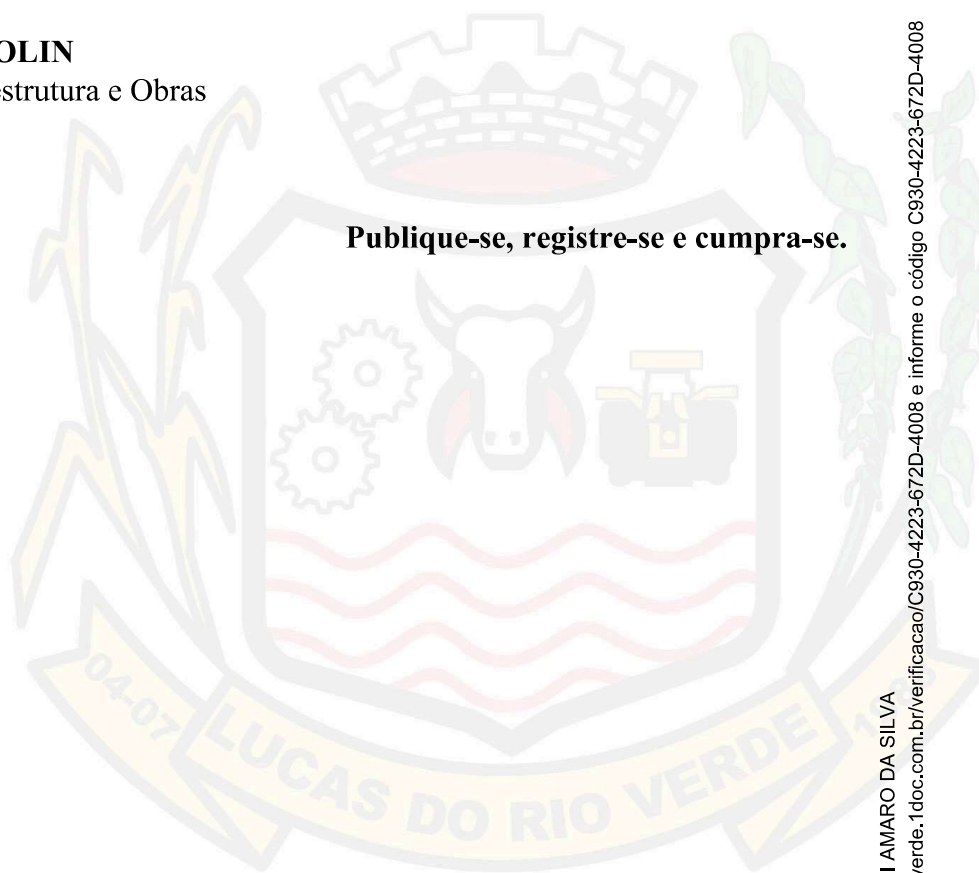 OLIN
estrutura e Obras
Publique-se, registre-se e cumpra-se.
04-07
LUCAS DO RIO VERDE
AMARO DA SILVA
verde.1doc.com.br/verificacao/C930-4223-672D-4008 e informe o código C930-4223-672D-4008